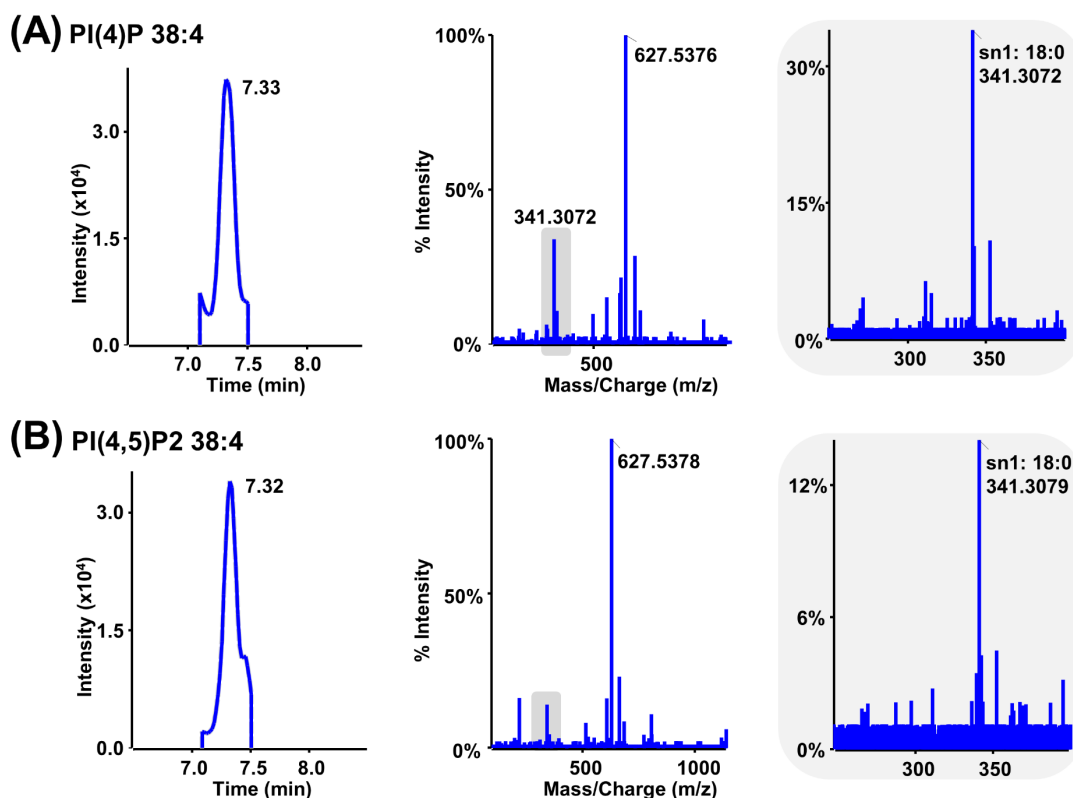 (A) PI(4)P 38:4
7.33
3.0
1.5
0.0
Intensity (x10⁴)
7.0 7.5 8.0
Time (min)
100%
627.5376
50%
341.3072
0%
% Intensity
500
Mass/Charge (m/z)
30%
sn1: 18:0
341.3072
15%
0%
300 350
(B) PI(4,5)P2 38:4
7.32
3.0
1.5
0.0
Intensity (x10⁴)
7.0 7.5 8.0
Time (min)
100%
627.5378
50%
0%
% Intensity
500 1000
Mass/Charge (m/z)
sn1: 18:0
12%
341.3079
6%
0%
300 350